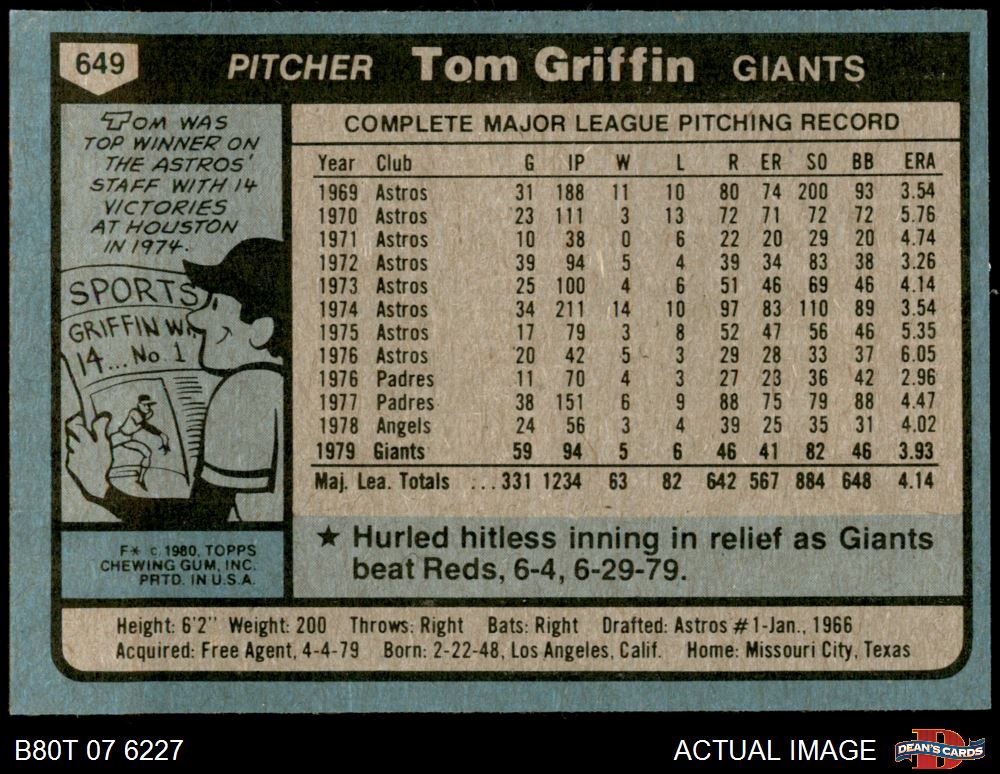 649 PITCHER Tom Griffin GIANTS
TOM WAS
TOP WINNER ON
THE ASTROS'
STAFF WITH 14
VICTORIES
AT HOUSTON
IN 1974.
SPORTS
GRIFFIN W
14... No. 1
F* © 1980, TOPPS
CHEWING GUM, INC.
PRTD. IN U.S.A.
COMPLETE MAJOR LEAGUE PITCHING RECORD
Year Club G IP W L R ER SO BB ERA
1969 Astros 31 188 11 10 80 74 200 93 3.54
1970 Astros 23 111 3 13 72 71 72 72 5.76
1971 Astros 10 38 0 6 22 20 29 20 4.74
1972 Astros 39 94 5 4 39 34 83 38 3.26
1973 Astros 25 100 4 6 51 46 69 46 4.14
1974 Astros 34 211 14 10 97 83 110 89 3.54
1975 Astros 17 79 3 8 52 47 56 46 5.35
1976 Astros 20 42 5 3 29 28 33 37 6.05
1976 Padres 11 70 4 3 27 23 36 42 2.96
1977 Padres 38 151 6 9 88 75 79 88 4.47
1978 Angels 24 56 3 4 39 25 35 31 4.02
1979 Giants 59 94 5 6 46 41 82 46 3.93
Maj. Lea. Totals ...331 1234 63 82 642 567 884 648 4.14
★ Hurled hitless inning in relief as Giants
beat Reds, 6-4, 6-29-79.
Height: 6'2" Weight: 200 Throws: Right Bats: Right Drafted: Astros #1-Jan., 1966
Acquired: Free Agent, 4-4-79 Born: 2-22-48, Los Angeles, Calif. Home: Missouri City, Texas
B80T 07 6227 ACTUAL IMAGE D DEAN'S CARDS